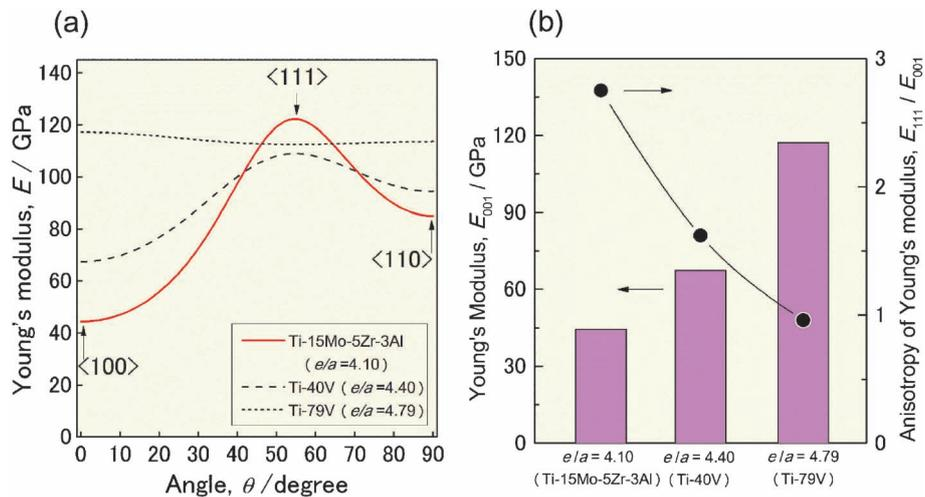 (a)
(b)
140
120
100
80
60
40
20
0
Young's modulus, E / GPa
<111>
<100>
<110>
Ti-15Mo-5Zr-3Al
( e/a =4.10)
Ti-40V ( e/a =4.40)
Ti-79V ( e/a =4.79)
0 10 20 30 40 50 60 70 80 90
Angle, θ /degree
150
120
90
60
30
0
Young's Modulus, E001 / GPa
3
2
1
0
Anisotropy of Young's modulus, E111 / E001
e/a = 4.10 e/a = 4.40 e/a = 4.79
( Ti-15Mo-5Zr-3Al) (Ti-40V) (Ti-79V)